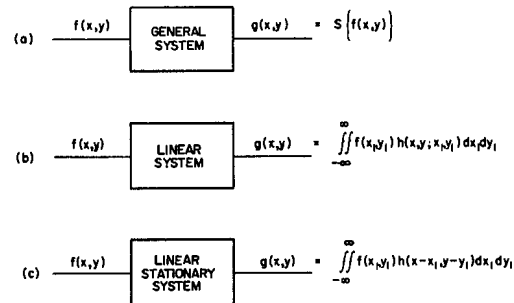 (a) f(x,y) GENERAL SYSTEM g(x,y) = S{f(x,y)}
(b) f(x,y) LINEAR SYSTEM g(x,y) = ∬_{-∞}^{∞} f(x₁,y₁) h(x,y; x₁,y₁) dx₁dy₁
(c) f(x,y) LINEAR STATIONARY SYSTEM g(x,y) = ∬_{-∞}^{∞} f(x₁,y₁) h(x-x₁,y-y₁) dx₁dy₁